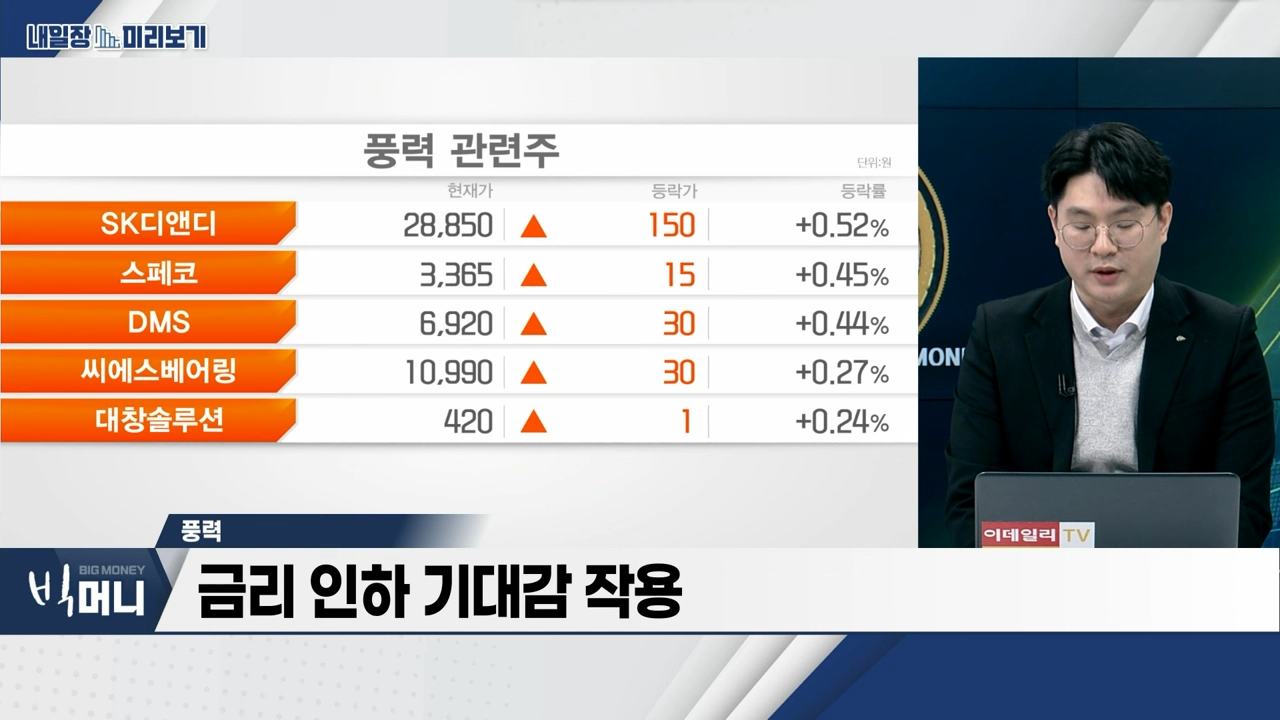 내일장 미리보기
풍력 관련주
단위:원
현재가 등락가 등락률
SK디앤디 28,850 ▲ 150 +0.52%
스페코 3,365 ▲ 15 +0.45%
DMS 6,920 ▲ 30 +0.44%
씨에스베어링 10,990 ▲ 30 +0.27%
대창솔루션 420 ▲ 1 +0.24%
이데일리 TV
풍력
BIG MONEY
빅머니
금리 인하 기대감 작용